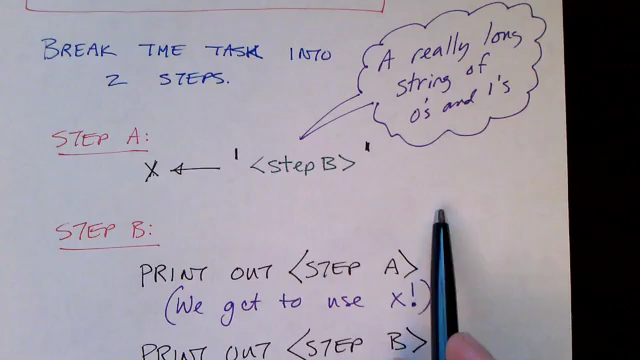 BREAK THE TASK INTO
2 STEPS.
A really long
string of
0's and 1's
STEP A:
X ← '<step B>'
STEP B:
PRINT OUT <STEP A>
(We get to use X!)
PRINT OUT <STEP B>